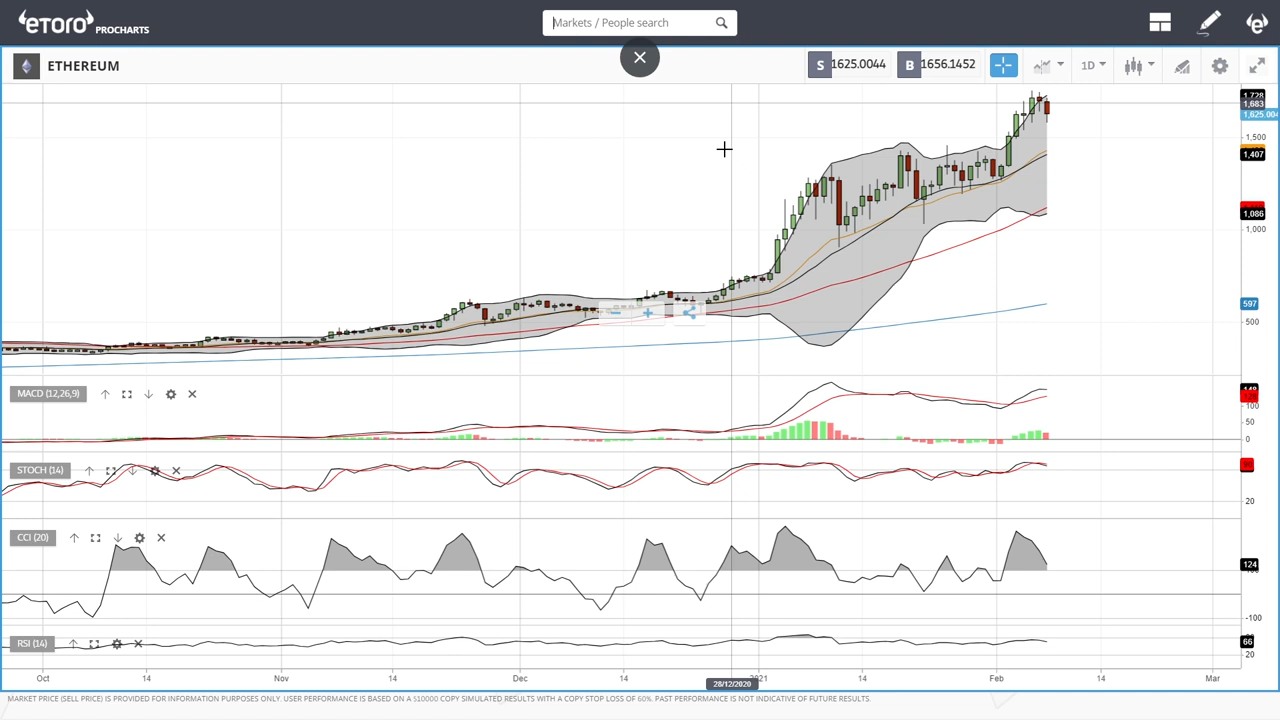 eToro PROCHARTS
Markets / People search
ETHEREUM
S 1625.0044
B 1656.1452
1D
1,728
1,683
1,625.004
1,500
1,407
1,086
1,000
597
500
MACD (12,26,9)
100
50
0
STOCH (14)
20
CCI (20)
124
-100
RSI (14)
66
20
Oct
14
Nov
14
Dec
14
28/12/2020
14
Feb
14
Mar
MARKET PRICE (SELL PRICE) IS PROVIDED FOR INFORMATION PURPOSES ONLY. USER PERFORMANCE IS BASED ON A $10000 COPY SIMULATED RESULTS WITH A COPY STOP LOSS OF 60%. PAST PERFORMANCE IS NOT INDICATIVE OF FUTURE RESULTS.